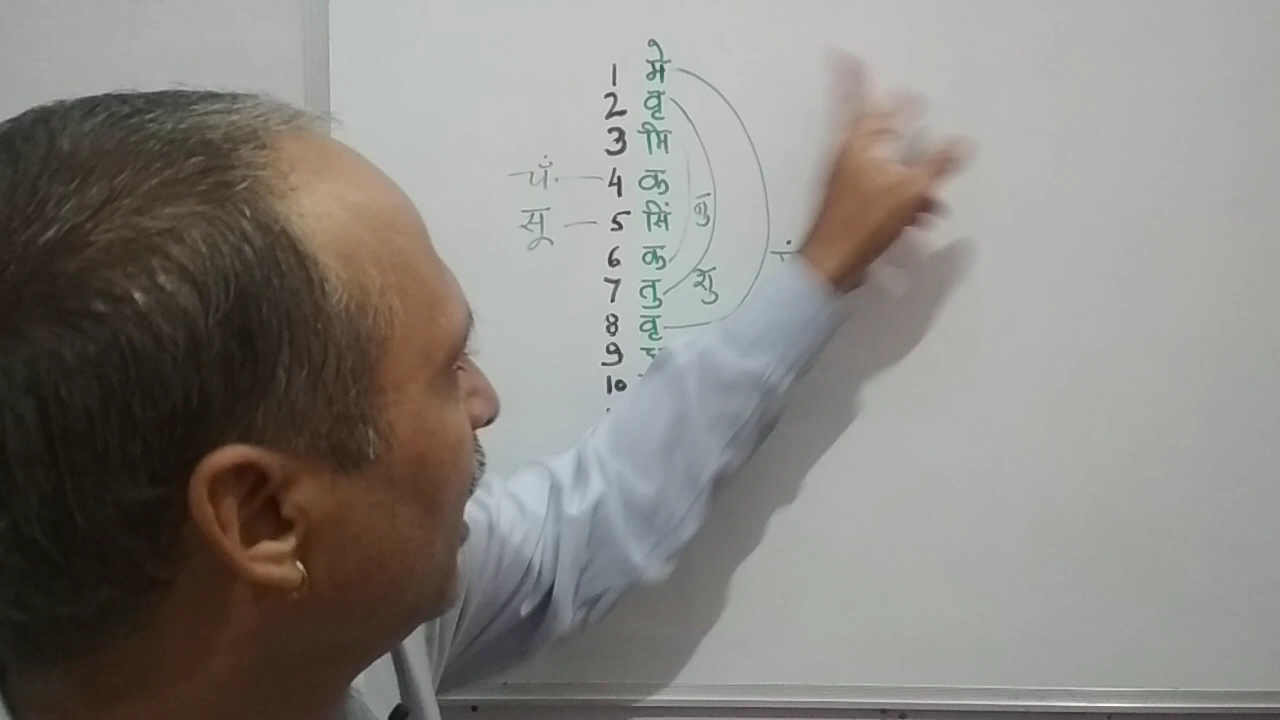 1 मे
2 वृ
3 मि
चं. — 4 क
सू — 5 सिं
6 क
बु
7 तु
शु
8 वृ
9
10